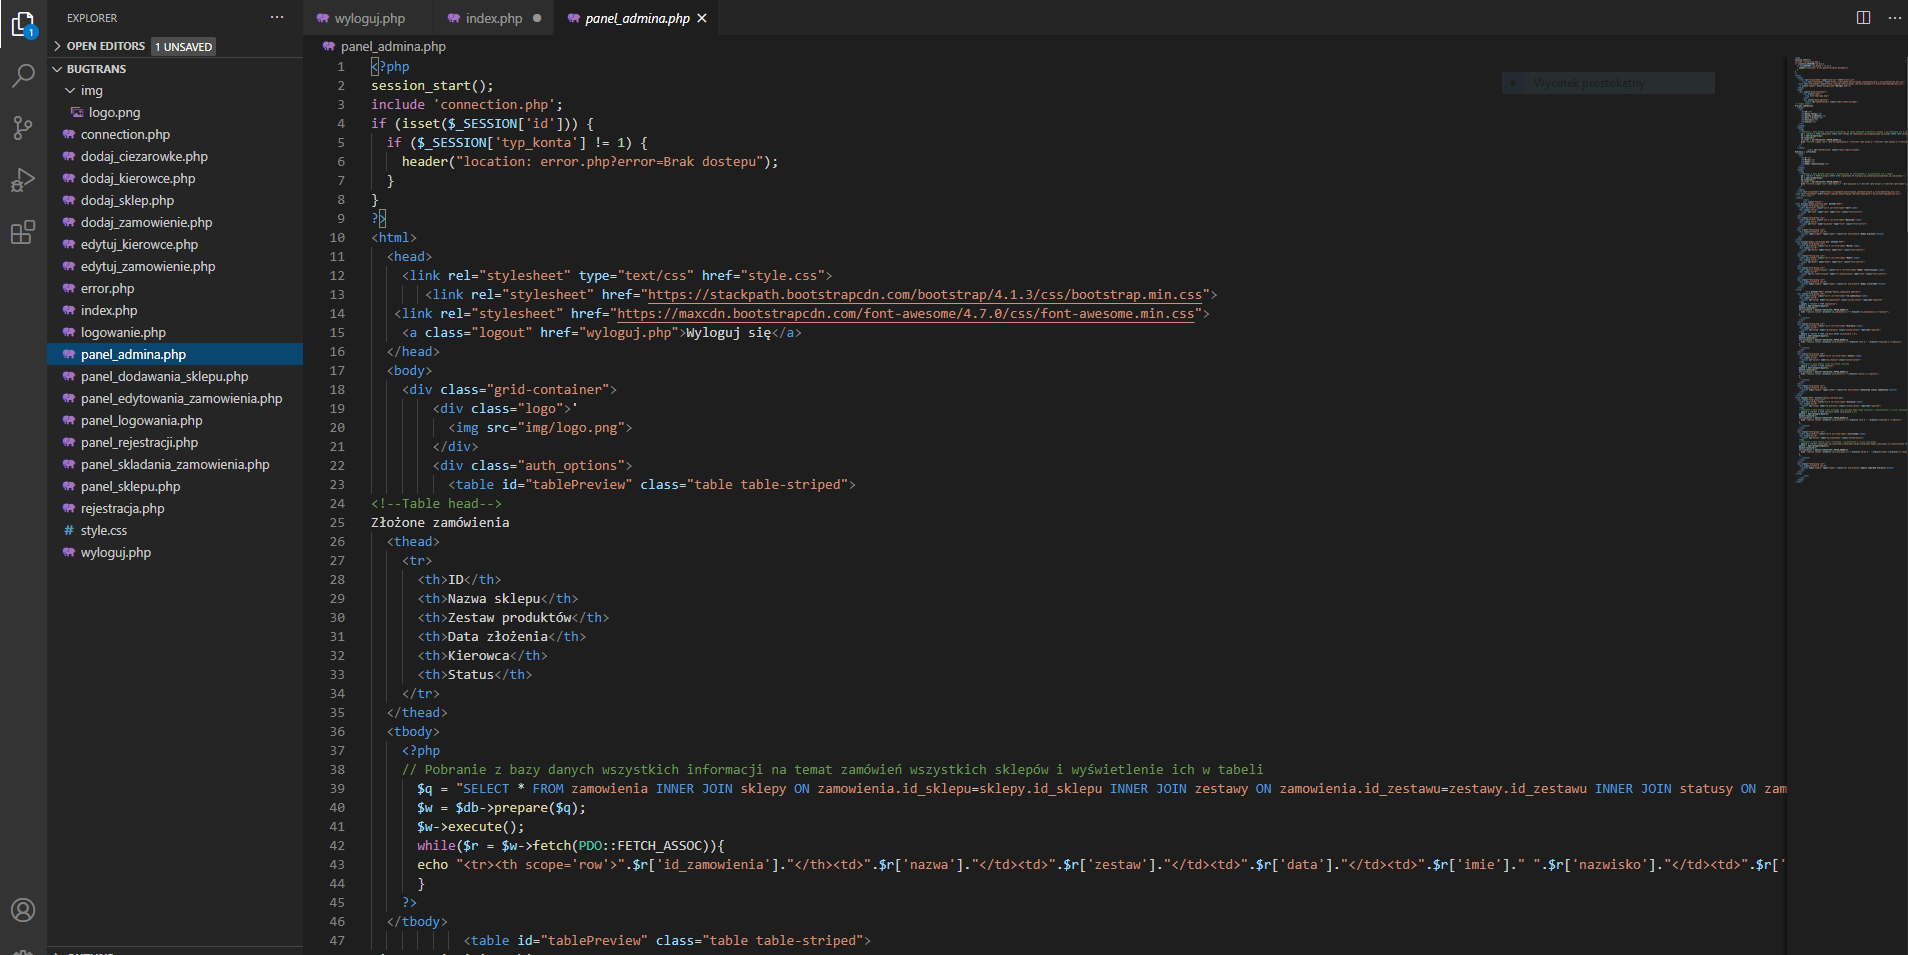 EXPLORER
OPEN EDITORS 1 UNSAVED
BUGTRANS
img
logo.png
connection.php
dodaj_ciezarowke.php
dodaj_kierowce.php
dodaj_sklep.php
dodaj_zamowienie.php
edytuj_kierowce.php
edytuj_zamowienie.php
error.php
index.php
logowanie.php
panel_admina.php
panel_dodawania_sklepu.php
panel_edytowania_zamowienia.php
panel_logowania.php
panel_rejestracji.php
panel_skladania_zamowienia.php
panel_sklepu.php
rejestracja.php
# style.css
wyloguj.php
1
wyloguj.php index.php panel_admina.php
panel_admina.php
Wycinek prostokątny
1 <?php
2 session_start();
3 include 'connection.php';
4 if (isset($_SESSION['id'])) {
5 if ($_SESSION['typ_konta'] != 1) {
6 header("location: error.php?error=Brak dostepu");
7 }
8 }
9 ?>
10 <html>
11 <head>
12 <link rel="stylesheet" type="text/css" href="style.css">
13 <link rel="stylesheet" href="https://stackpath.bootstrapcdn.com/bootstrap/4.1.3/css/bootstrap.min.css">
14 <link rel="stylesheet" href="https://maxcdn.bootstrapcdn.com/font-awesome/4.7.0/css/font-awesome.min.css">
15 <a class="logout" href="wyloguj.php">Wyloguj się</a>
16 </head>
17 <body>
18 <div class="grid-container">
19 <div class="logo">'
20 <img src="img/logo.png">
21 </div>
22 <div class="auth_options">
23 <table id="tablePreview" class="table table-striped">
24 <!--Table head-->
25 Złożone zamówienia
26 <thead>
27 <tr>
28 <th>ID</th>
29 <th>Nazwa sklepu</th>
30 <th>Zestaw produktów</th>
31 <th>Data złożenia</th>
32 <th>Kierowca</th>
33 <th>Status</th>
34 </tr>
35 </thead>
36 <tbody>
37 <?php
38 // Pobranie z bazy danych wszystkich informacji na temat zamówień wszystkich sklepów i wyświetlenie ich w tabeli
39 $q = "SELECT * FROM zamowienia INNER JOIN sklepy ON zamowienia.id_sklepu=sklepy.id_sklepu INNER JOIN zestawy ON zamowienia.id_zestawu=zestawy.id_zestawu INNER JOIN statusy ON zam
40 $w = $db->prepare($q);
41 $w->execute();
42 while($r = $w->fetch(PDO::FETCH_ASSOC)){
43 echo "<tr><th scope='row'>".$r['id_zamowienia']."</th><td>".$r['nazwa']."</td><td>".$r['zestaw']."</td><td>".$r['data']."</td><td>".$r['imie']." ".$r['nazwisko']."</td><td>".$r['
44 }
45 ?>
46 </tbody>
47 <table id="tablePreview" class="table table-striped">